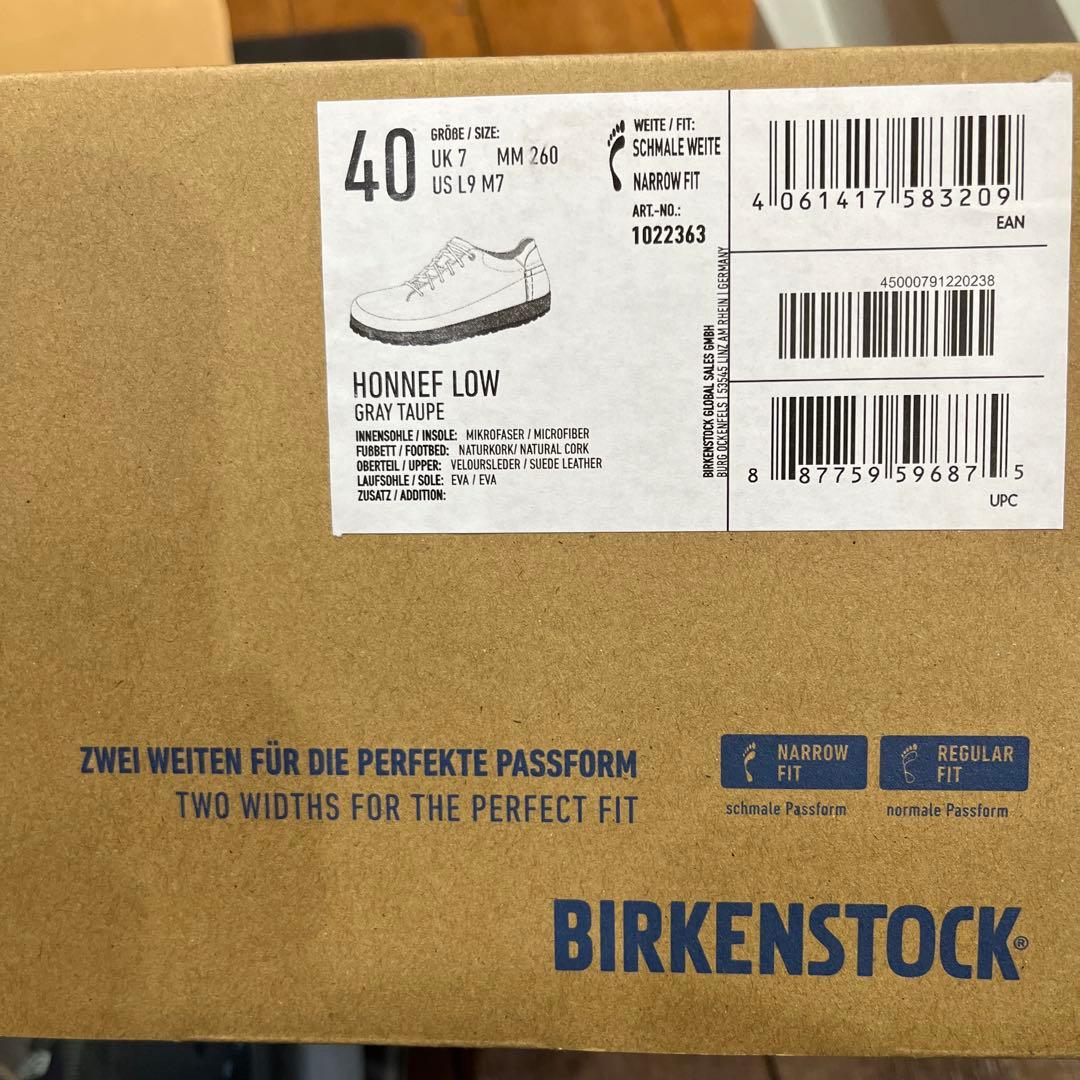 40
GRÖßE / SIZE:
UK 7 MM 260
US L9 M7
WEITE / FIT:
SCHMALE WEITE
NARROW FIT
ART.-NO.:
1022363
HONNEF LOW
GRAY TAUPE
INNENSOHLE / INSOLE: MIKROFASER / MICROFIBER
FUßBETT / FOOTBED: NATURKORK/ NATURAL CORK
OBERTEIL / UPPER: VELOURSLEDER / SUEDE LEATHER
LAUFSOHLE / SOLE: EVA / EVA
ZUSATZ / ADDITION:
BIRKENSTOCK GLOBAL SALES GMBH
BURG OCKENFELS | 53545 LINZ AM RHEIN | GERMANY
4 061417 583209
EAN
45000791220238
8 87759 59687 5
UPC
ZWEI WEITEN FÜR DIE PERFEKTE PASSFORM
TWO WIDTHS FOR THE PERFECT FIT
NARROW
FIT
schmale Passform
REGULAR
FIT
normale Passform
BIRKENSTOCK®